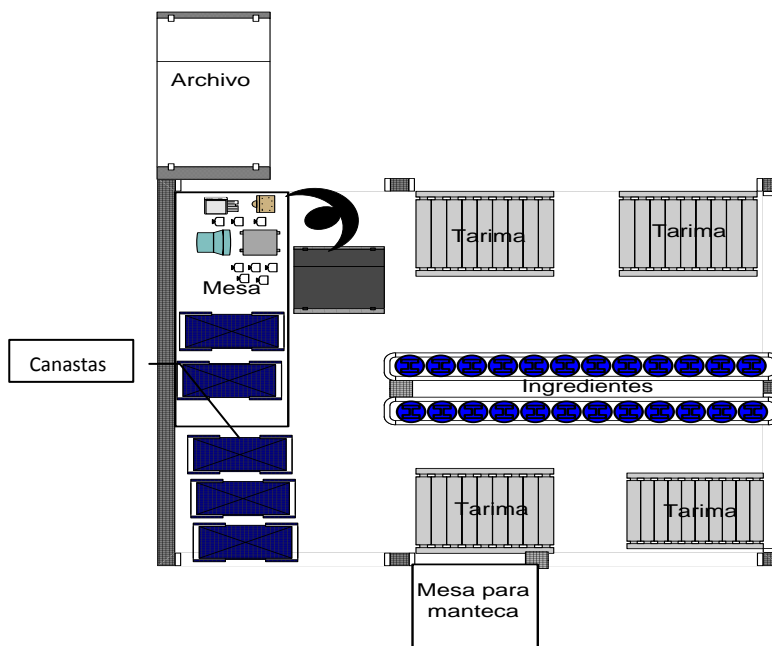 Archivo
Tarima
Tarima
Mesa
Canastas
Ingredientes
Tarima
Tarima
Mesa para
manteca